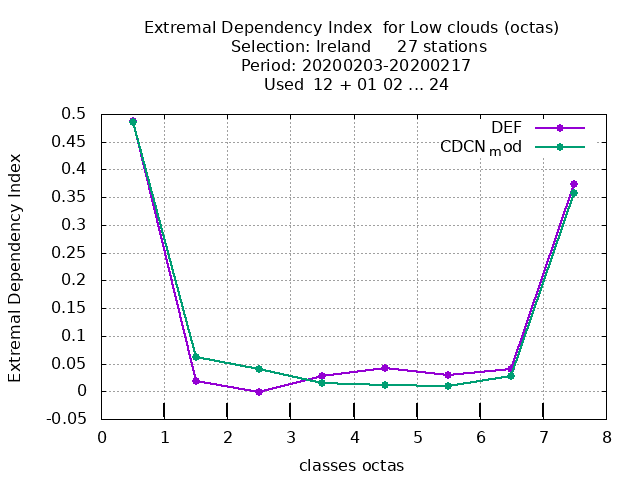 Extremal Dependency Index  for Low clouds (octas)
Selection: Ireland     27 stations
Period: 20200203-20200217
Used  12 + 01 02 ... 24
DEF
CDCNmod
0.5
0.45
0.4
0.35
0.3
0.25
0.2
0.15
0.1
0.05
0
-0.05
Extremal Dependency Index
0 1 2 3 4 5 6 7 8
classes octas